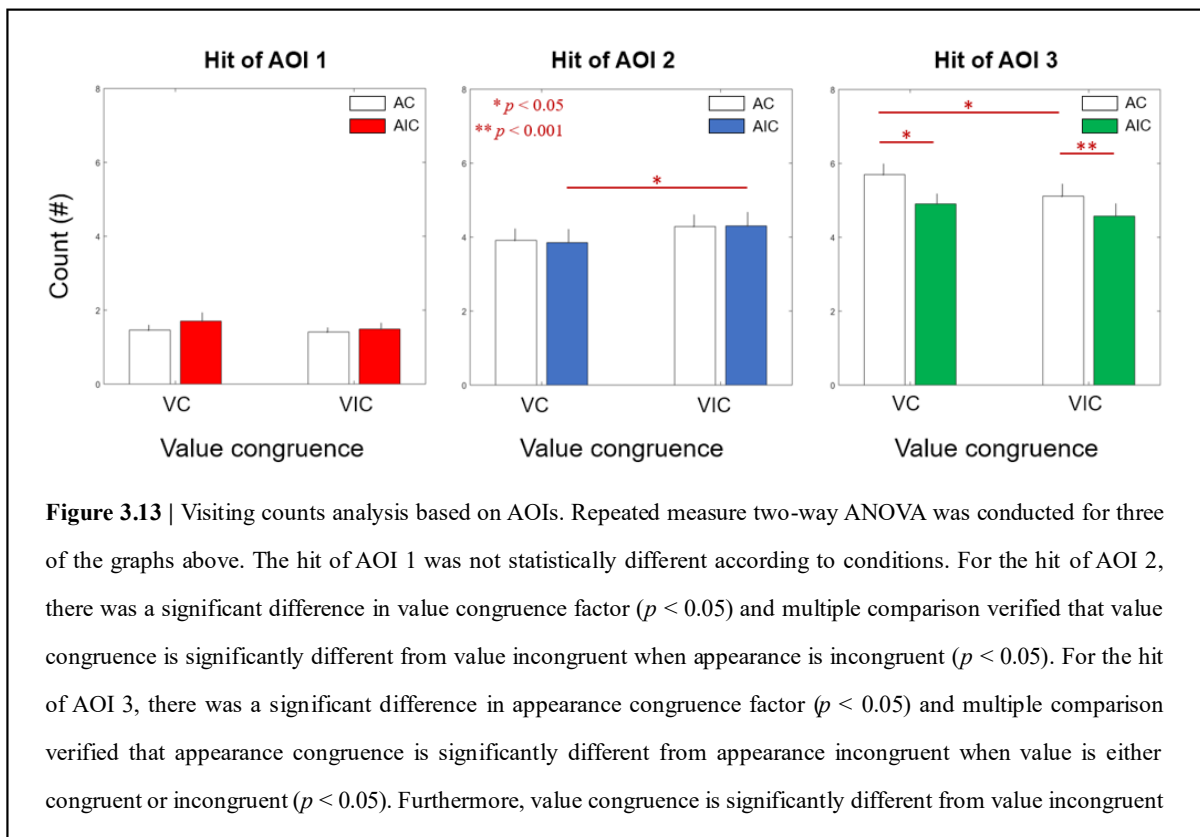 Hit of AOI 1
Hit of AOI 2
Hit of AOI 3
Count (#)
8
6
4
2
0
AC
AIC
VC
VIC
Value congruence
8
6
4
2
0
* p < 0.05
** p < 0.001
AC
AIC
*
VC
VIC
Value congruence
8
6
4
2
0
AC
AIC
*
*
**
VC
VIC
Value congruence
Figure 3.13 | Visiting counts analysis based on AOIs. Repeated measure two-way ANOVA was conducted for three
of the graphs above. The hit of AOI 1 was not statistically different according to conditions. For the hit of AOI 2,
there was a significant difference in value congruence factor (p < 0.05) and multiple comparison verified that value
congruence is significantly different from value incongruent when appearance is incongruent (p < 0.05). For the hit
of AOI 3, there was a significant difference in appearance congruence factor (p < 0.05) and multiple comparison
verified that appearance congruence is significantly different from appearance incongruent when value is either
congruent or incongruent (p < 0.05). Furthermore, value congruence is significantly different from value incongruent